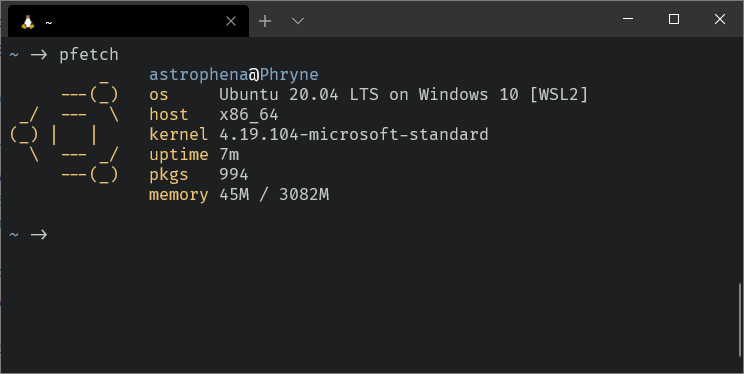 ~
~ -> pfetch
         _     astrophena@Phryne
     ---(_)    os     Ubuntu 20.04 LTS on Windows 10 [WSL2]
 _/  ---  \    host   x86_64
(_) |   |      kernel 4.19.104-microsoft-standard
  \  --- _/    uptime 7m
     ---(_)    pkgs   994
               memory 45M / 3082M
~ ->